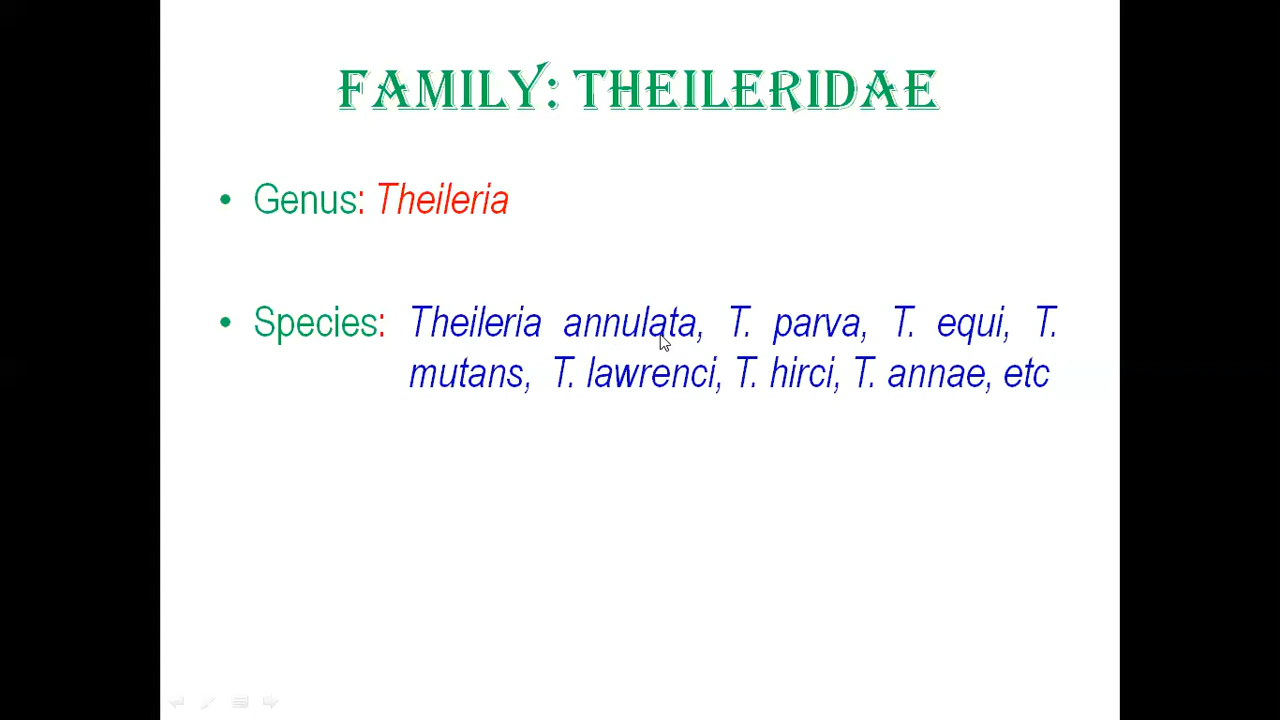 FAMILY: THEILERIDAE
• Genus: Theileria
• Species: Theileria annulata, T. parva, T. equi, T.
mutans, T. lawrenci, T. hirci, T. annae, etc